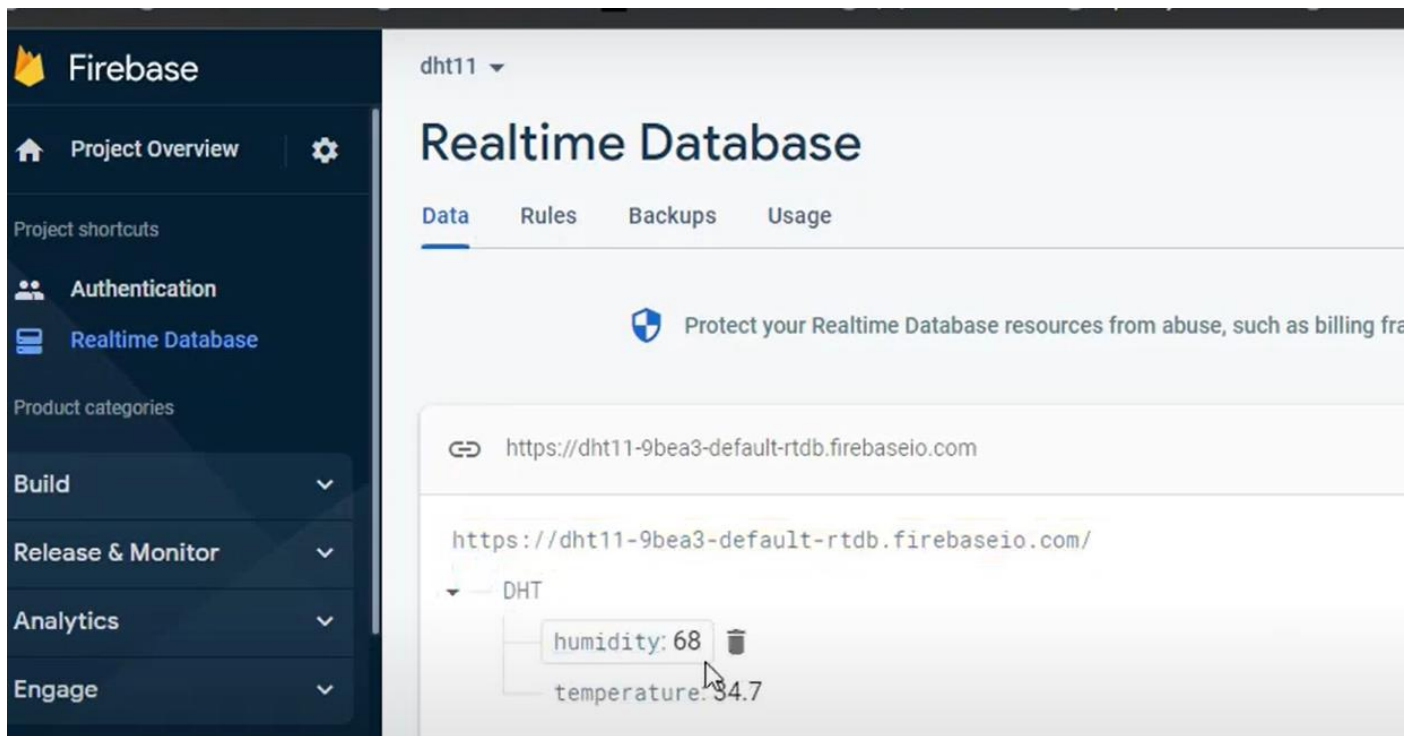 Firebase
Project Overview
Project shortcuts
Authentication
Realtime Database
Product categories
Build
Release & Monitor
Analytics
Engage
dht11
Realtime Database
Data Rules Backups Usage
Protect your Realtime Database resources from abuse, such as billing fra
https://dht11-9bea3-default-rtdb.firebaseio.com
https://dht11-9bea3-default-rtdb.firebaseio.com/
DHT
humidity: 68
temperature: 34.7